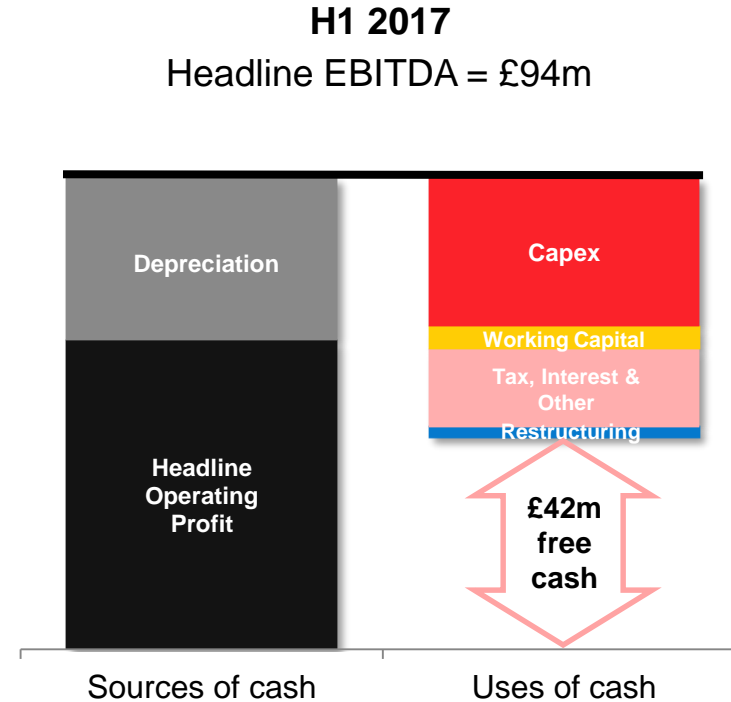 H1 2017
Headline EBITDA = £94m
Depreciation
Headline
Operating
Profit
Capex
Working Capital
Tax, Interest &
Other
Restructuring
£42m
free
cash
Sources of cash
Uses of cash